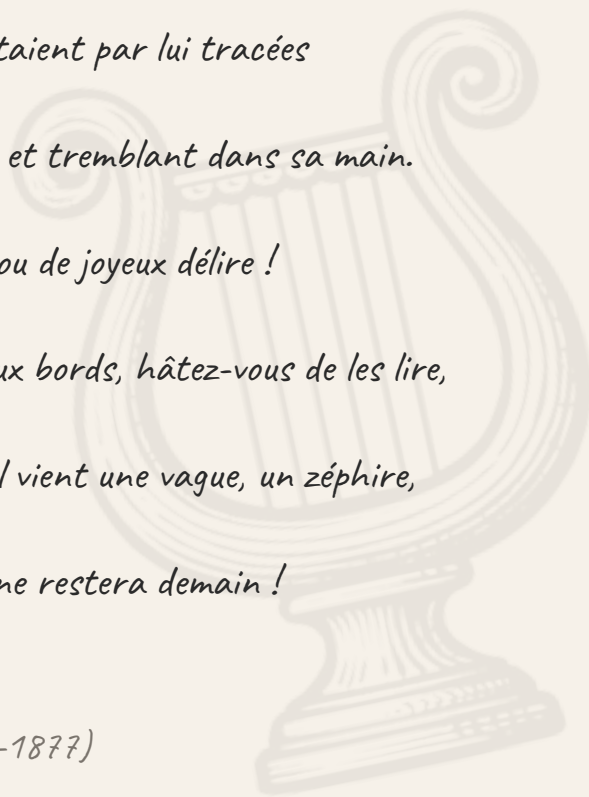 taient par lui tracées
et tremblant dans sa main.
ou de joyeux délire !
ux bords, hâtez-vous de les lire,
l vient une vague, un zéphire,
ne restera demain !
-1877)